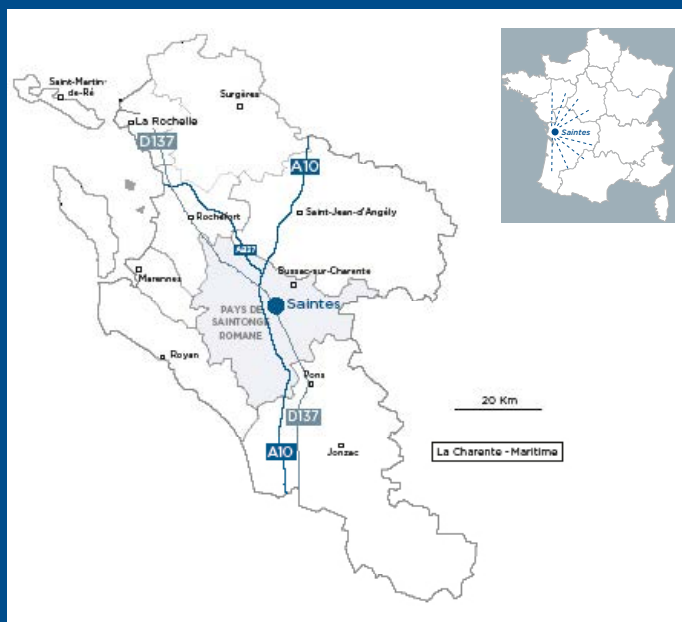 Saint-Martin-
de-Ré
Surgères
La Rochelle
D137
A10
Saintes
Rochefort
Saint-Jean-d'Angély
A837
Bussac-sur-Charente
Marennes
Saintes
PAYS DE
SAINTONGE
ROMANE
Royan
Pons
20 Km
D137
A10
Jonzac
La Charente - Maritime